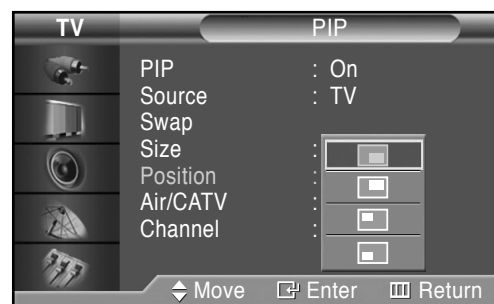 TV PIP
PIP : On
Source : TV
Swap
Size :
Position :
Air/CATV :
Channel :
Move Enter Return